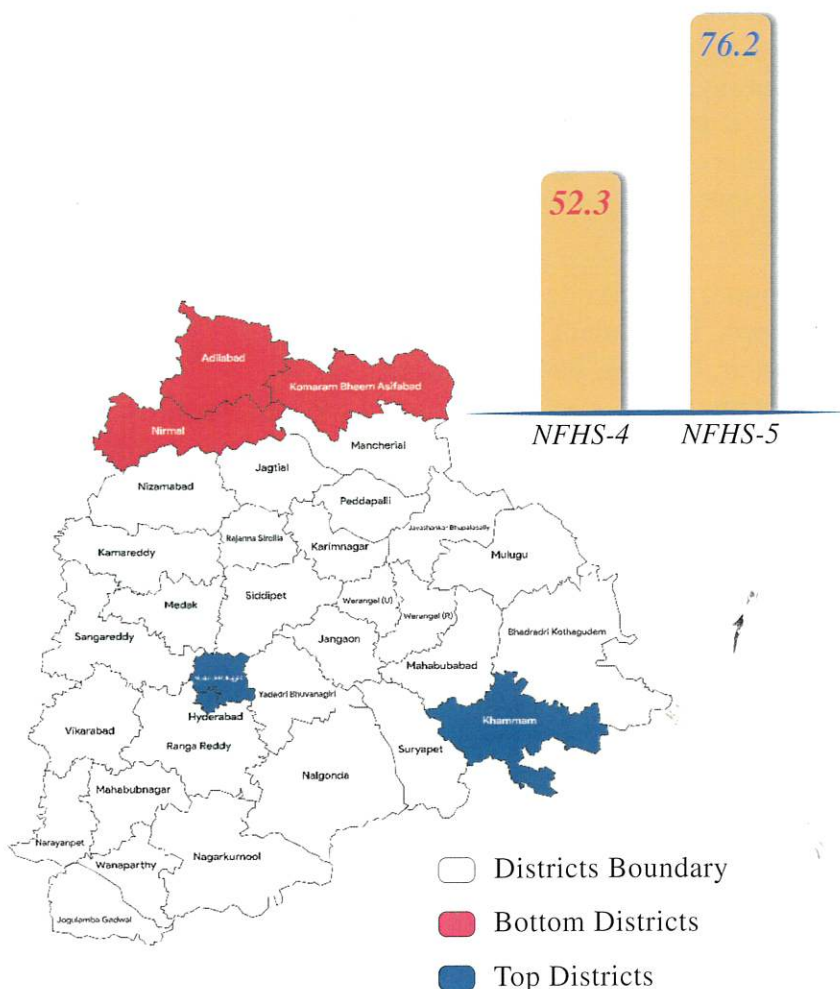 76.2
52.3
NFHS-4 NFHS-5
Adilabad
Komaram Bheem Asifabad
Nirmal
Mancherial
Jagtial
Nizamabad
Peddapalli
Rajanna Sircilla
Karimnagar
Kamareddy
Mulugu
Siddipet
Medak
Warangal (U)
Warangal (R)
Bhadradri Kothagudem
Sangareddy
Jangaon
Mahabubabad
Yadadri Bhuvanagiri
Hyderabad
Khammam
Vikarabad
Ranga Reddy
Suryapet
Nalgonda
Mahabubnagar
Narayanpet
Wanaparthy
Nagarkurnool
Jogulamba Gadwal
Districts Boundary
Bottom Districts
Top Districts